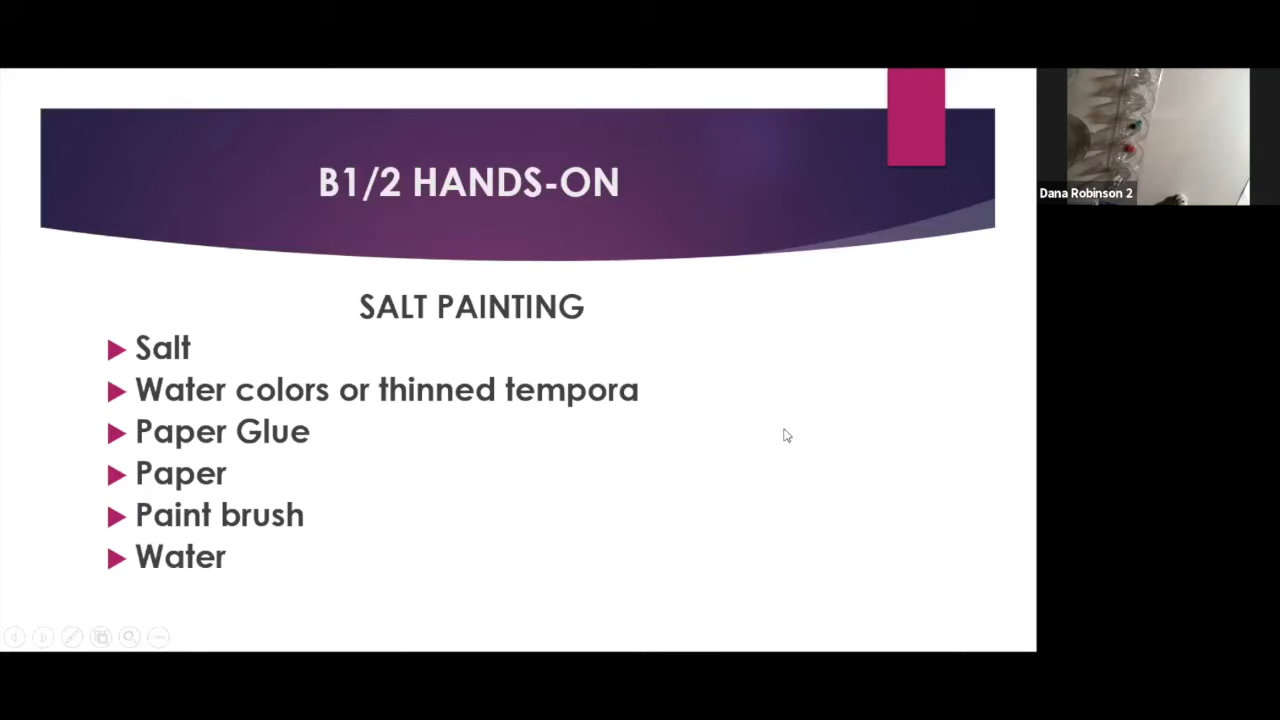 B1/2 HANDS-ON
SALT PAINTING
Salt
Water colors or thinned tempora
Paper Glue
Paper
Paint brush
Water
Dana Robinson 2